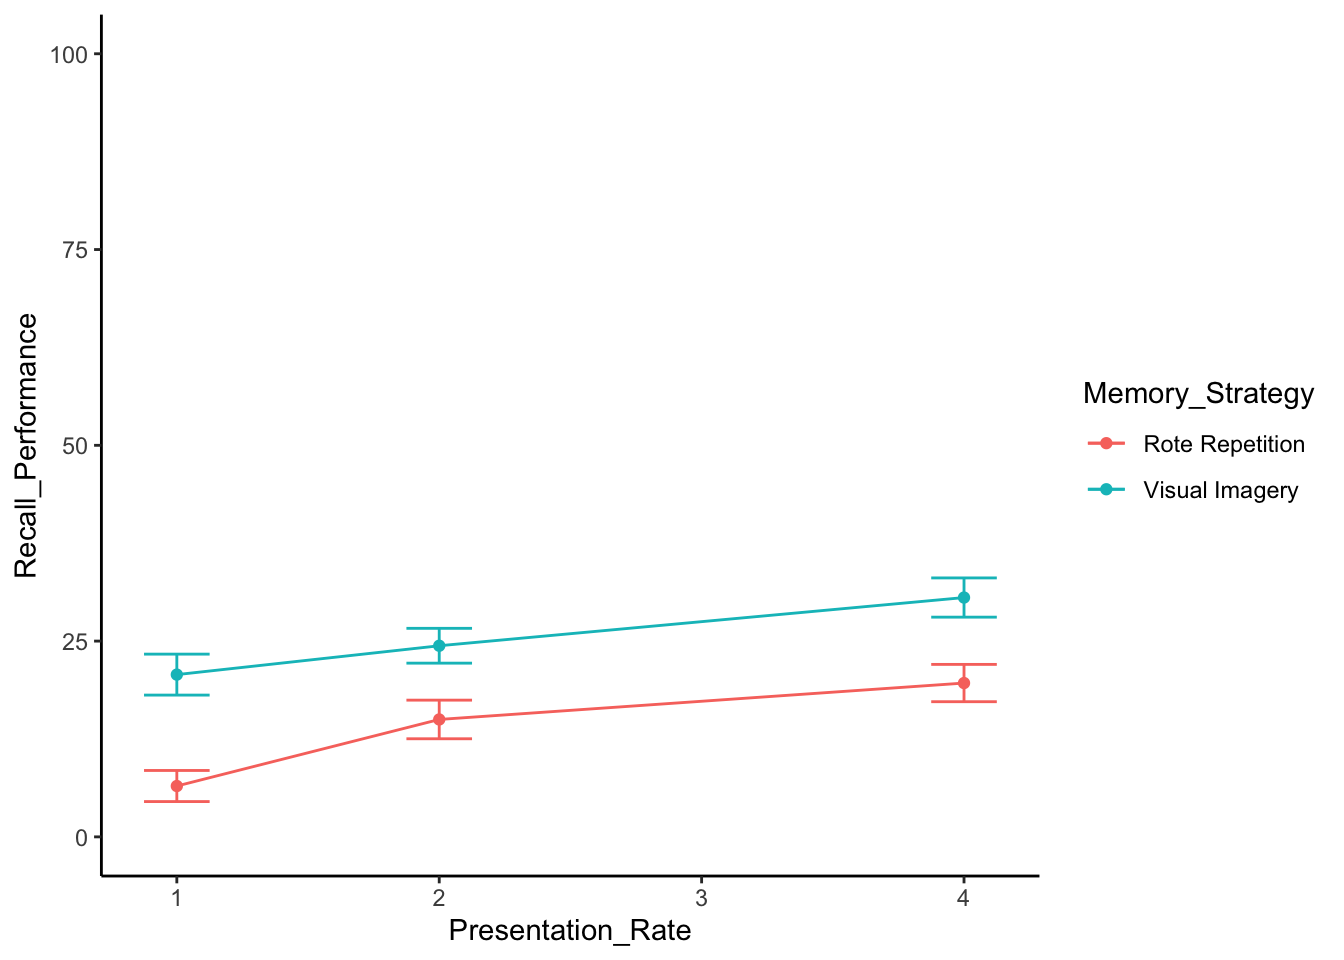 100
75
50
25
0
Recall_Performance
1 2 3 4
Presentation_Rate
Memory_Strategy
Rote Repetition
Visual Imagery